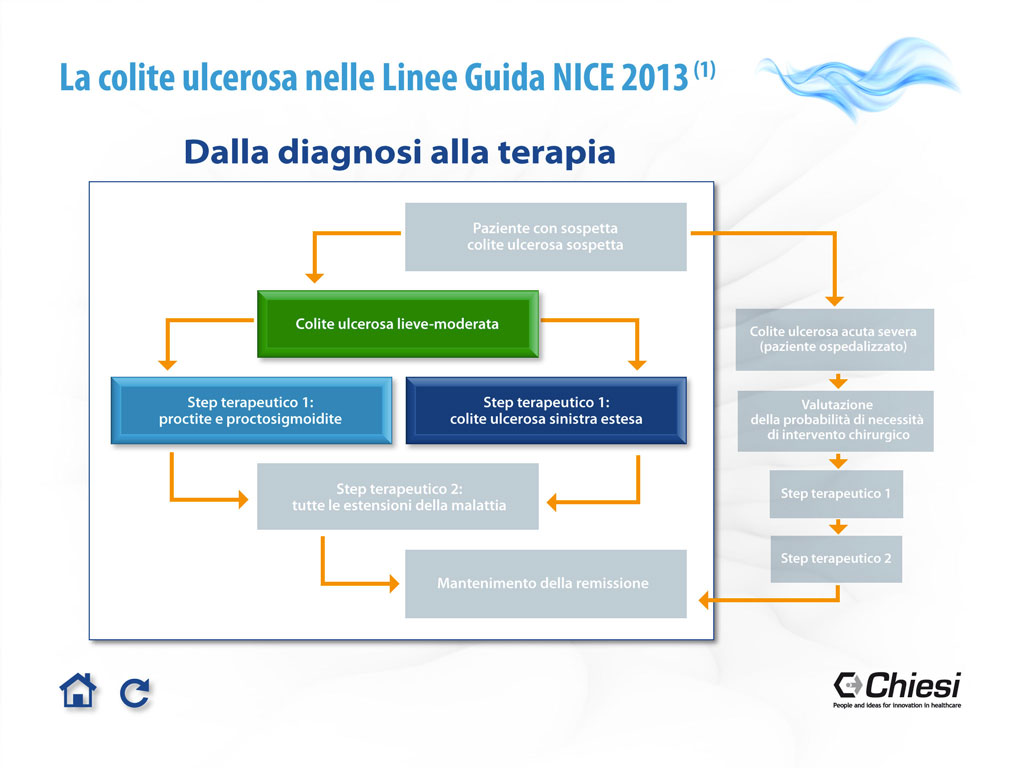 La colite ulcerosa nelle Linee Guida NICE 2013 (1)
Dalla diagnosi alla terapia
Paziente con sospetta
colite ulcerosa sospetta
Colite ulcerosa lieve-moderata
Step terapeutico 1:
proctite e proctosigmoidite
Step terapeutico 1:
colite ulcerosa sinistra estesa
Step terapeutico 2:
tutte le estensioni della malattia
Mantenimento della remissione
Colite ulcerosa acuta severa
(paziente ospedalizzato)
Valutazione
della probabilità di necessità
di intervento chirurgico
Step terapeutico 1
Step terapeutico 2
Chiesi
People and ideas for innovation in healthcare